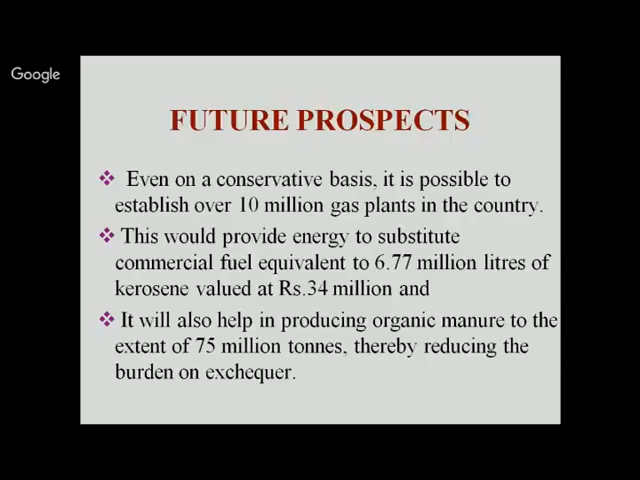 Google
FUTURE PROSPECTS
Even on a conservative basis, it is possible to
establish over 10 million gas plants in the country.
This would provide energy to substitute
commercial fuel equivalent to 6.77 million litres of
kerosene valued at Rs.34 million and
It will also help in producing organic manure to the
extent of 75 million tonnes, thereby reducing the
burden on exchequer.